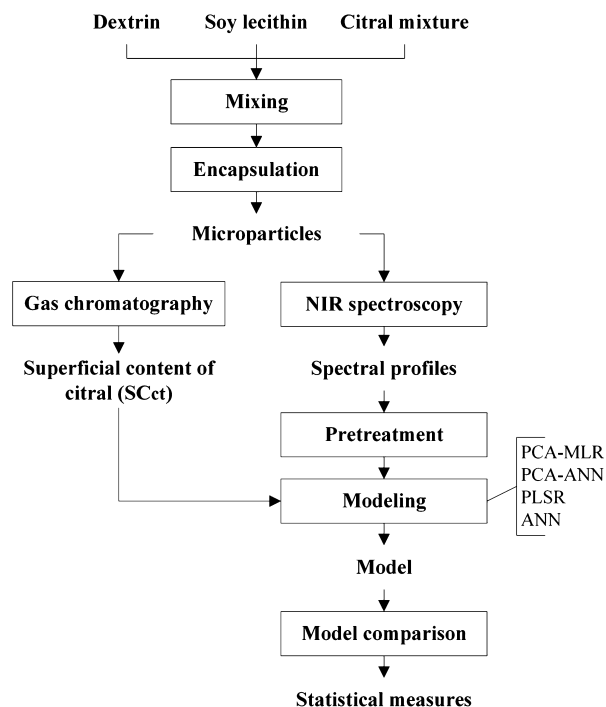 Dextrin Soy lecithin Citral mixture
Mixing
Encapsulation
Microparticles
Gas chromatography
NIR spectroscopy
Superficial content of
citral (SCct)
Spectral profiles
Pretreatment
Modeling
PCA-MLR
PCA-ANN
PLSR
ANN
Model
Model comparison
Statistical measures